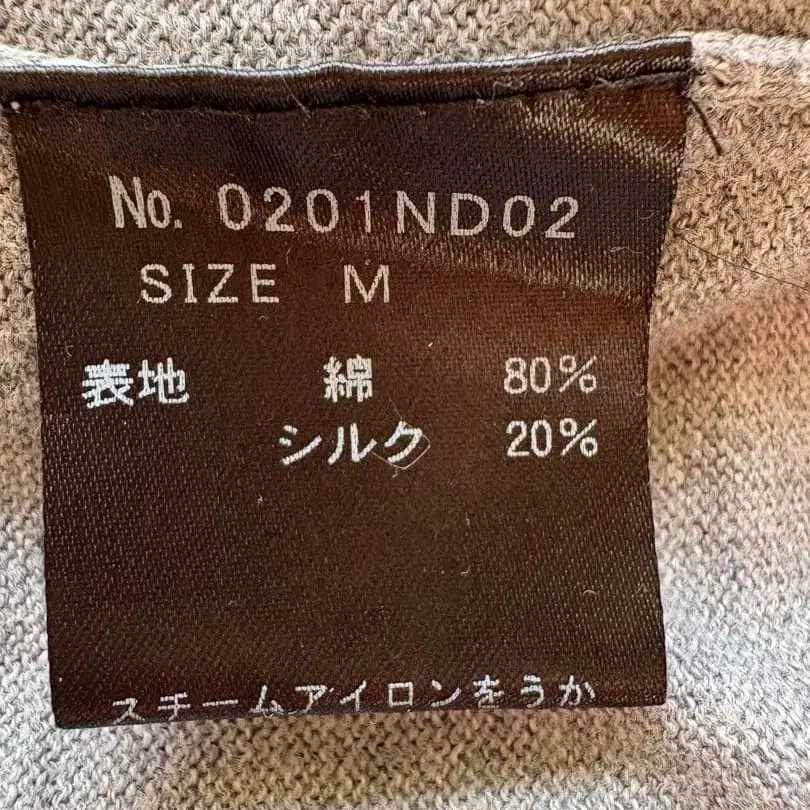 No. 0201ND02
SIZE M
表地 綿 80%
シルク 20%
スチームアイロンをうか